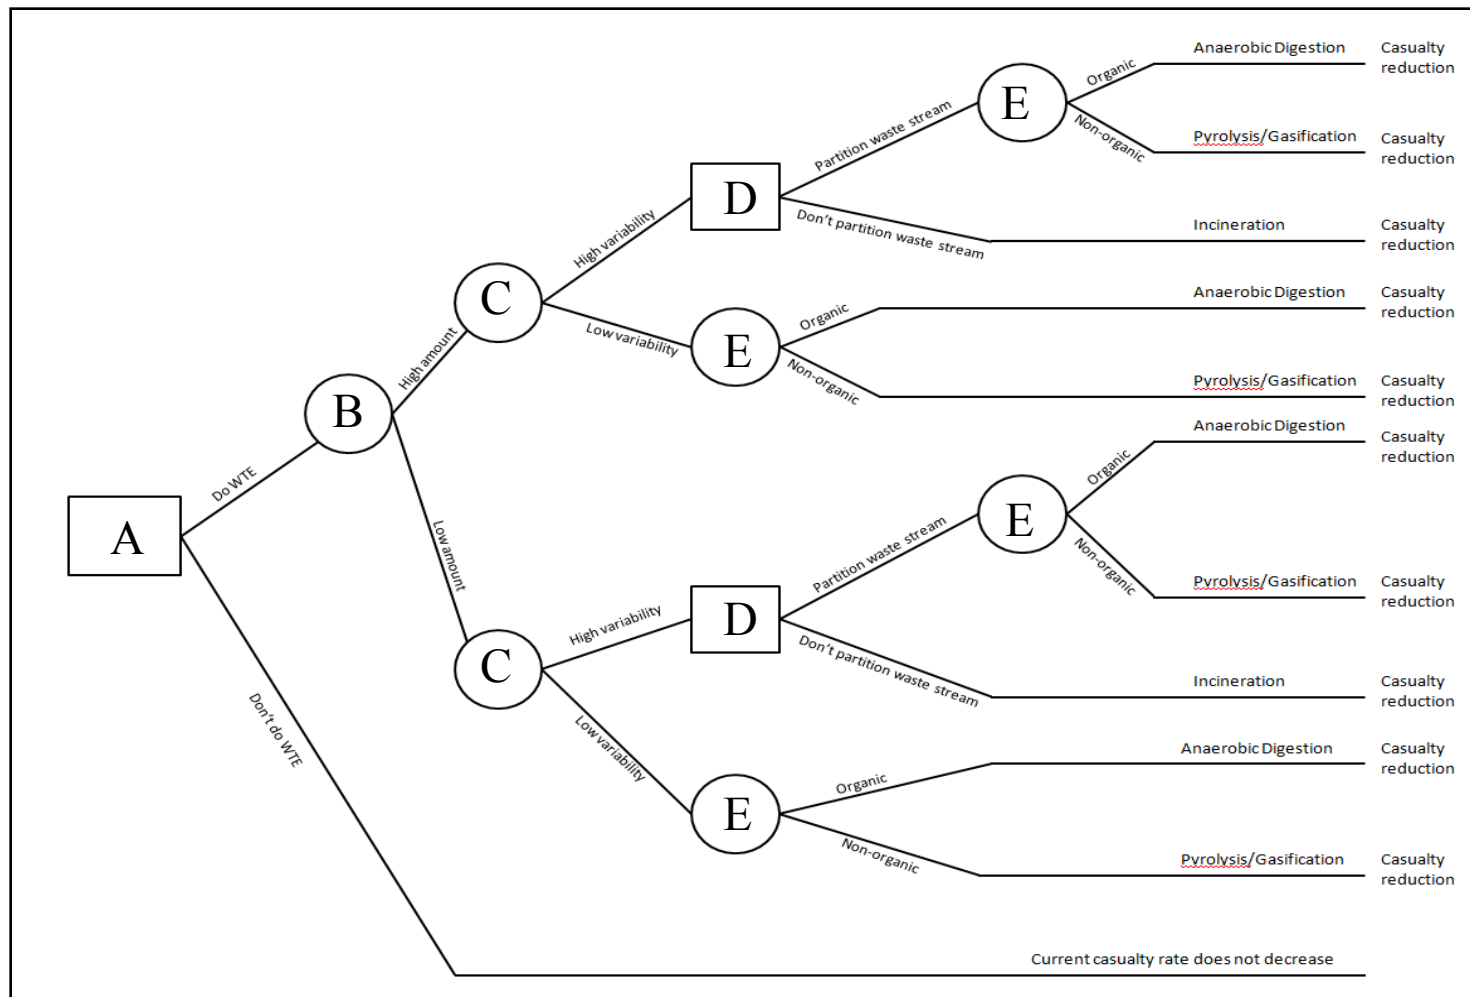 Anaerobic Digestion
Casualty
reduction
Organic
E
Non-organic
Pyrolysis/Gasification
Casualty
reduction
Partition waste stream
D
Don't partition waste stream
Incineration
Casualty
reduction
High variability
C
Low variability
Anaerobic Digestion
Casualty
reduction
Organic
E
Non-organic
Pyrolysis/Gasification
Casualty
reduction
High amount
B
Low amount
Do WTE
A
Don't do WTE
Anaerobic Digestion
Casualty
reduction
Organic
E
Non-organic
Pyrolysis/Gasification
Casualty
reduction
Partition waste stream
D
Don't partition waste stream
Incineration
Casualty
reduction
High variability
C
Low variability
Anaerobic Digestion
Casualty
reduction
Organic
E
Non-organic
Pyrolysis/Gasification
Casualty
reduction
Current casualty rate does not decrease